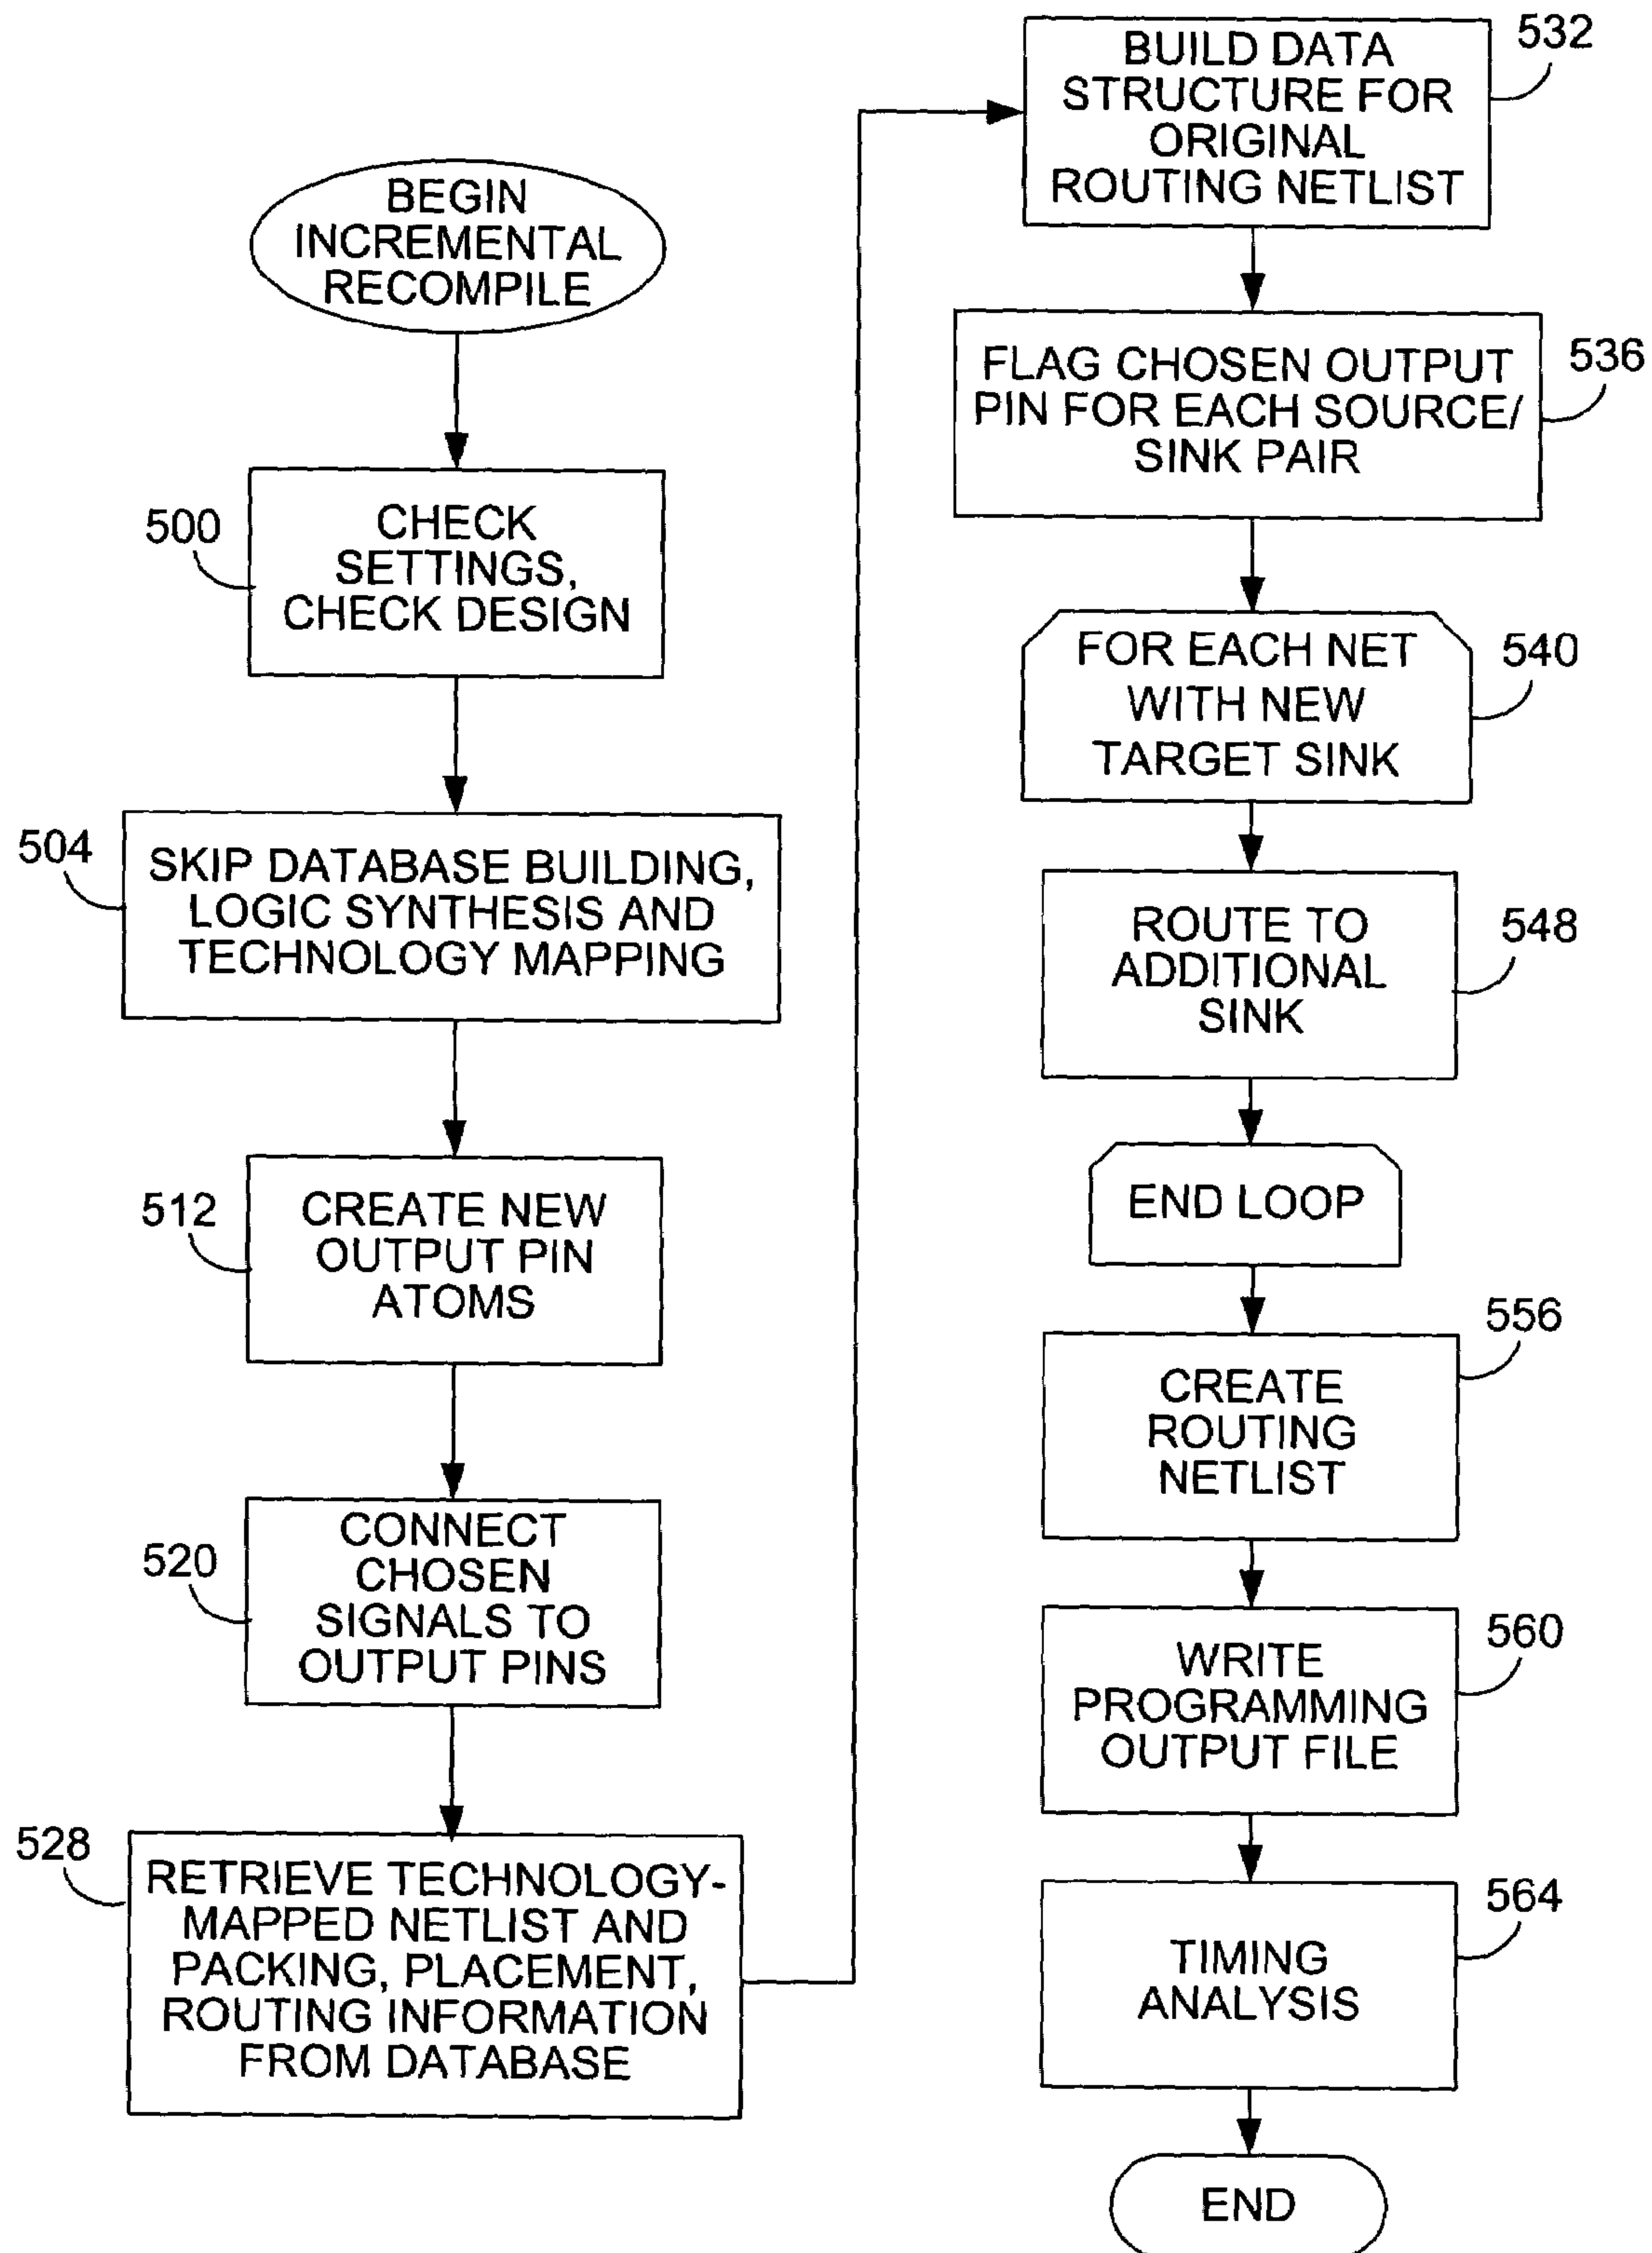 BEGIN
INCREMENTAL
RECOMPILE
500
CHECK
SETTINGS,
CHECK DESIGN
504
SKIP DATABASE BUILDING,
LOGIC SYNTHESIS AND
TECHNOLOGY MAPPING
512
CREATE NEW
OUTPUT PIN
ATOMS
520
CONNECT
CHOSEN
SIGNALS TO
OUTPUT PINS
528
RETRIEVE TECHNOLOGY-
MAPPED NETLIST AND
PACKING, PLACEMENT,
ROUTING INFORMATION
FROM DATABASE
532
BUILD DATA
STRUCTURE FOR
ORIGINAL
ROUTING NETLIST
536
FLAG CHOSEN OUTPUT
PIN FOR EACH SOURCE/
SINK PAIR
540
FOR EACH NET
WITH NEW
TARGET SINK
548
ROUTE TO
ADDITIONAL
SINK
END LOOP
556
CREATE
ROUTING
NETLIST
560
WRITE
PROGRAMMING
OUTPUT FILE
564
TIMING
ANALYSIS
END